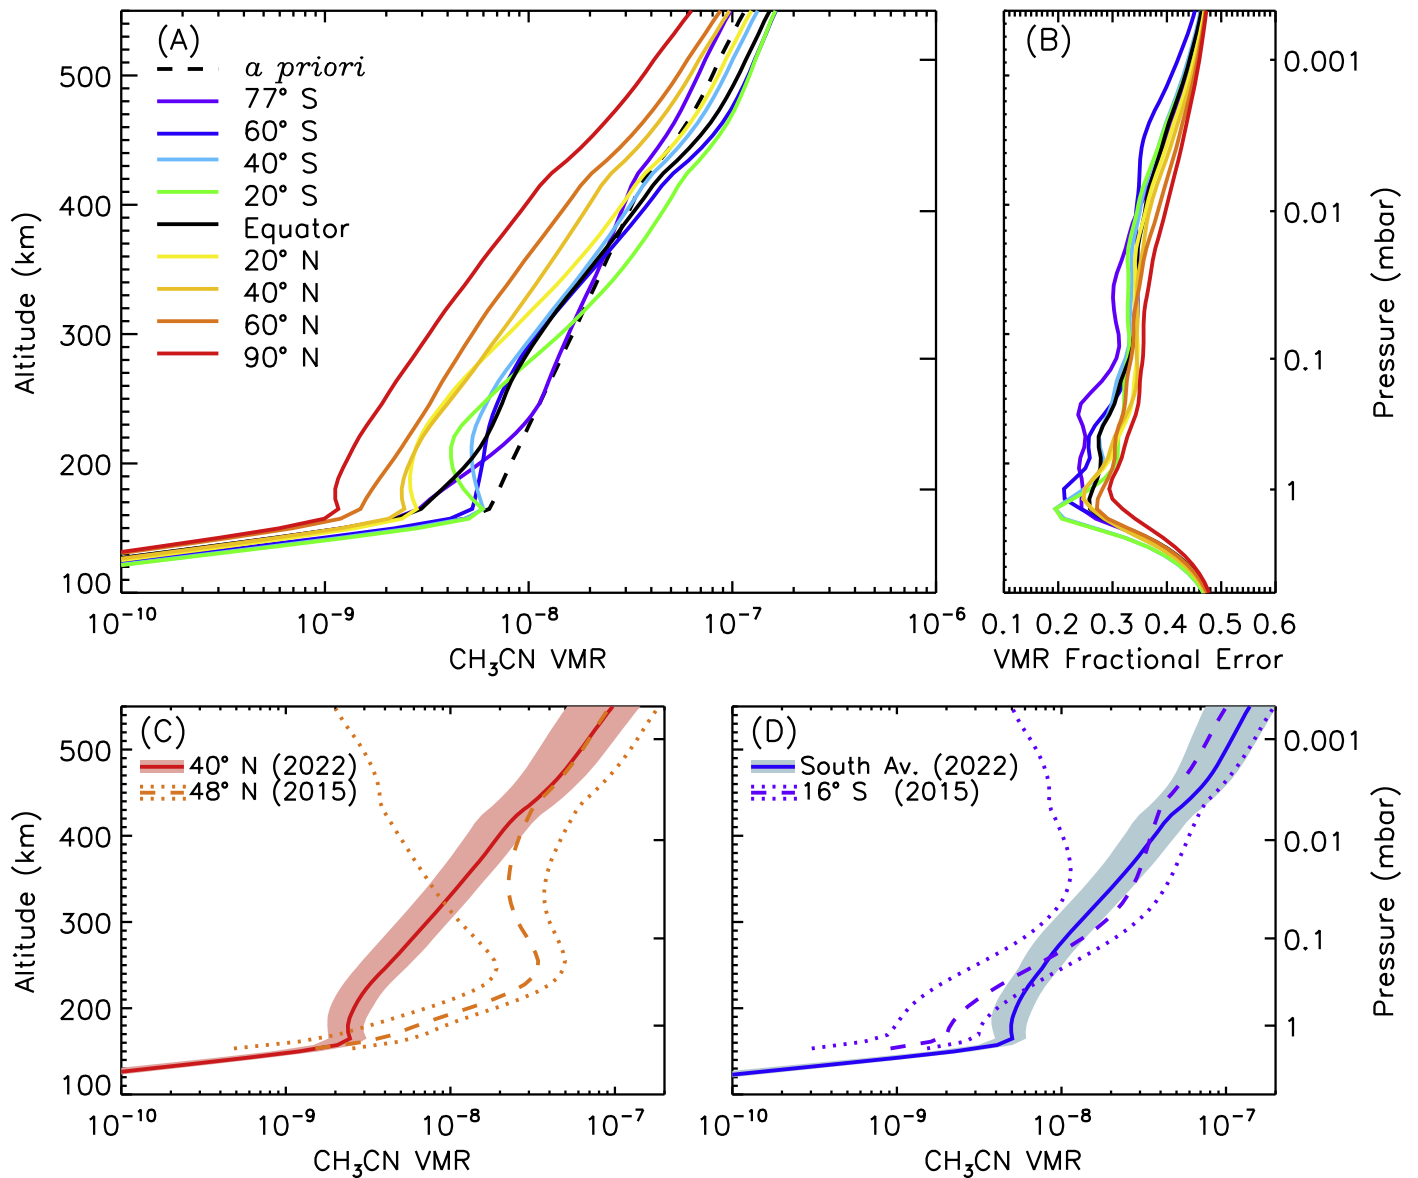 (A)
a priori
77° S
60° S
40° S
20° S
Equator
20° N
40° N
60° N
90° N
500
400
300
200
100
Altitude (km)
10⁻¹⁰ 10⁻⁹ 10⁻⁸ 10⁻⁷ 10⁻⁶
CH₃CN VMR
(B)
0.001
0.01
0.1
1
Pressure (mbar)
0.1 0.2 0.3 0.4 0.5 0.6
VMR Fractional Error
(C)
40° N (2022)
48° N (2015)
500
400
300
200
100
Altitude (km)
10⁻¹⁰ 10⁻⁹ 10⁻⁸ 10⁻⁷
CH₃CN VMR
(D)
South Av. (2022)
16° S (2015)
0.001
0.01
0.1
1
Pressure (mbar)
10⁻¹⁰ 10⁻⁹ 10⁻⁸ 10⁻⁷
CH₃CN VMR